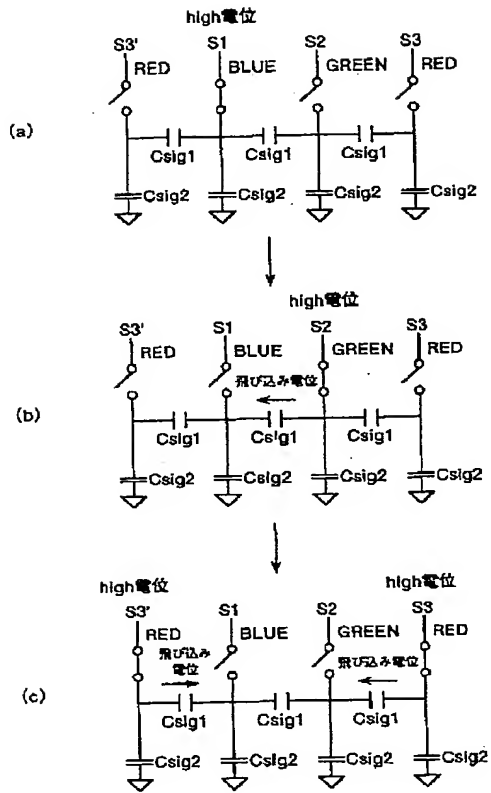 high電位
S3' S1 S2 S3
RED BLUE GREEN RED
(a)
Csig1 Csig1 Csig1
Csig2 Csig2 Csig2 Csig2
high電位
S3' S1 S2 S3
RED BLUE GREEN RED
飛び込み電位
(b)
Csig1 Csig1 Csig1
Csig2 Csig2 Csig2 Csig2
high電位 high電位
S3' S1 S2 S3
RED BLUE GREEN RED
飛び込み
電位
飛び込み電位
(c)
Csig1 Csig1 Csig1
Csig2 Csig2 Csig2 Csig2